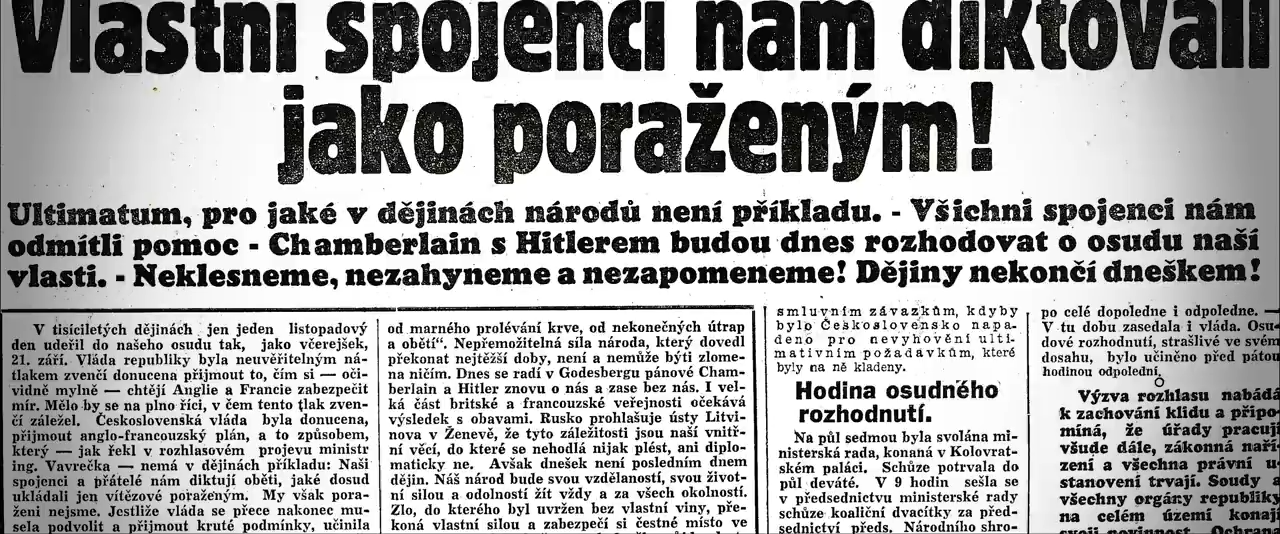 Vlastní spojenci nám diktovali
jako poraženým!
Ultimatum, pro jaké v dějinách národů není příkladu. - Všichni spojenci nám
odmítli pomoc - Chamberlain s Hitlerem budou dnes rozhodovat o osudu naší
vlasti. - Neklesneme, nezahyneme a nezapomeneme! Dějiny nekončí dneškem!
V tisíciletých dějinách jen jeden listopadový
den udeřil do našeho osudu tak, jako včerejšek,
21. září. Vláda republiky byla neuvěřitelným ná-
tlakem zvenčí donucena přijmout to, čím si — oči-
vidně mylně — chtějí Anglie a Francie zabezpečit
mír. Mělo by se na plno říci, v čem tento tlak zven-
čí záležel. Československá vláda byla donucena,
přijmout anglo-francouzský plán, a to způsobem,
který — jak řekl v rozhlasovém projevu ministr
ing. Vavrečka — nemá v dějinách příkladu: Naši
spojenci a přátelé nám diktují oběti, jaké dosud
ukládali jen vítězové poraženým. My však pora-
ženi nejsme. Jestliže vláda se přece nakonec mu-
sela podvolit a přijmout kruté podmínky, učinila
od marného prolévání krve, od nekonečných útrap
a obětí“. Nepřemožitelná síla národa, který dovedl
překonat nejtěžší doby, není a nemůže býti zlome-
na ničím. Dnes se radí v Godesbergu pánové Cham-
berlain a Hitler znovu o nás a zase bez nás. I vel-
ká část britské a francouzské veřejnosti očekává
výsledek s obavami. Rusko prohlašuje ústy Litvi-
nova v Ženevě, že tyto záležitosti jsou naší vnitř-
ní věcí, do které se nehodlá nijak plést, ani diplo-
maticky ne. Avšak dnešek není posledním dnem
dějin. Náš národ bude svou vzdělaností, svou život-
ní silou a odolností žít vždy a za všech okolností.
Zlo, do kterého byl uvržen bez vlastní viny, pře-
koná vlastní silou a zabezpečí si čestné místo ve
smluvním závazkům, kdyby
bylo Československo napa-
deno pro nevyhovění ulti-
mativním požadavkům, které
byly na ně kladeny.
Hodina osudného
rozhodnutí.
Na půl sedmou byla svolána mi-
nisterská rada, konaná v Kolovrat-
ském paláci. Schůze potrvala do
půl deváté. V 9 hodin sešla se
v předsednictvu ministerské rady
schůze koaliční dvacítky za před-
sednictví předs. Národního shro-
po celé dopoledne i odpoledne. —
V tu dobu zasedala i vláda. Osu-
dové rozhodnutí, strašlivé ve svém
dosahu, bylo učiněno před pátou
hodinou odpolední.
Výzva rozhlasu nabádá
k zachování klidu a připo-
míná, že úřady pracují
všude dále, zákonná naří-
zení a všechna právní u-
stanovení trvají. Soudy a
všechny orgány republiky
na celém území konají
svoji povinnost. Ochrana